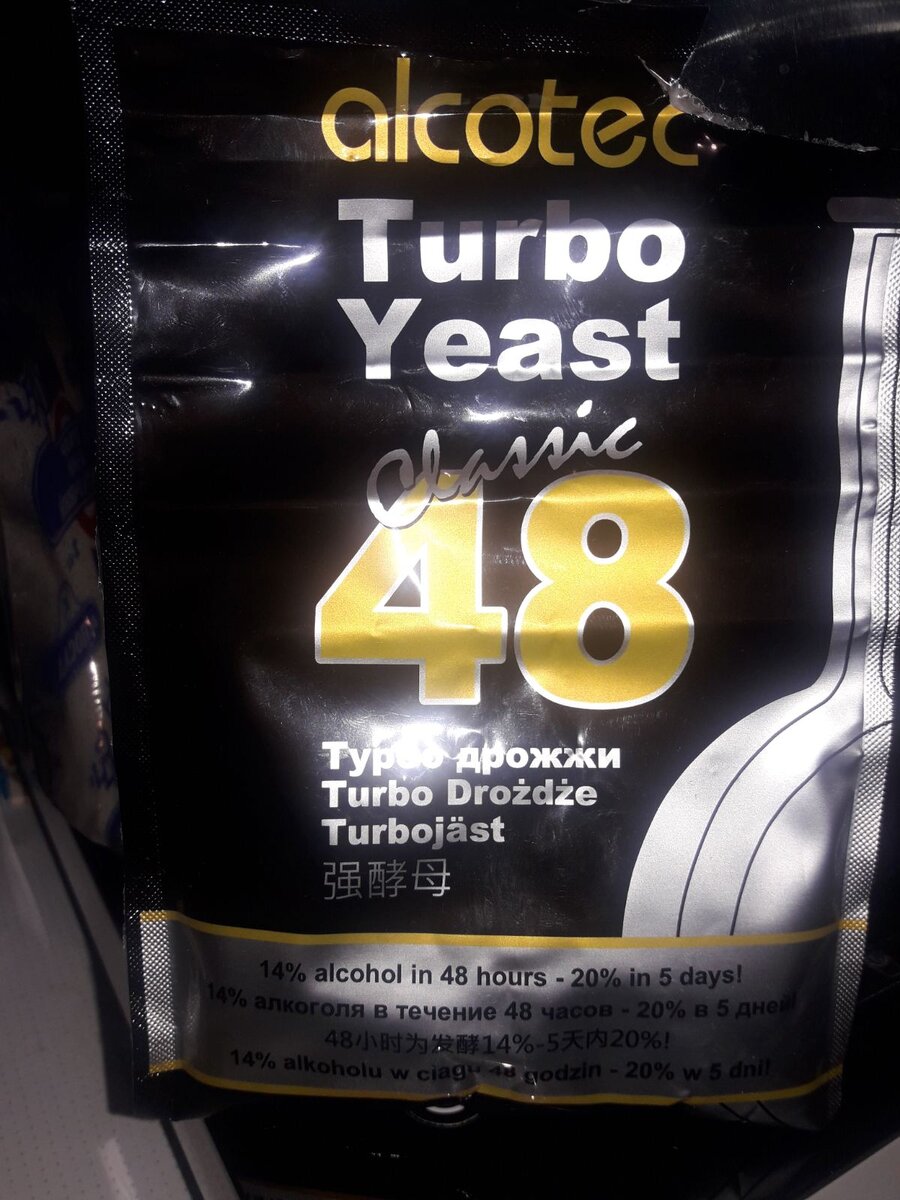 alcotec
Turbo
Yeast
Classic
48
Турбо дрожжи
Turbo Drożdże
Turbojäst
强酵母
14% alcohol in 48 hours - 20% in 5 days!
14% алкоголя в течение 48 часов - 20% в 5 дней!
48小时为发酵14%-5天内20%!
14% alkoholu w ciągu 48 godzin - 20% w 5 dni!